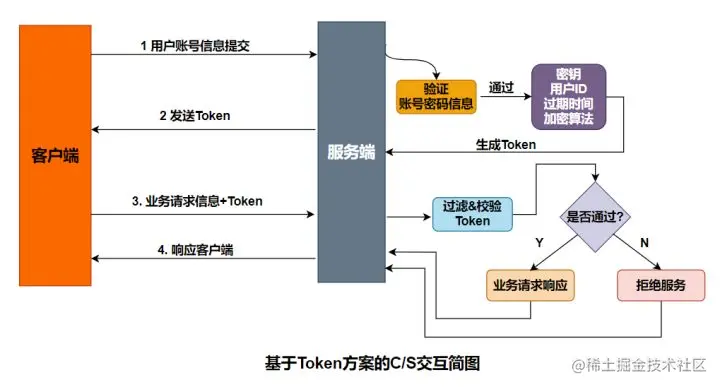 1 用户账号信息提交
验证
账号密码信息
通过
密钥
用户ID
过期时间
加密算法
2 发送Token
生成Token
客户端
服务端
3. 业务请求信息+Token
过滤&校验
Token
是否通过?
Y
N
4. 响应客户端
业务请求响应
拒绝服务
基于Token方案的C/S交互简图
@稀土掘金技术社区